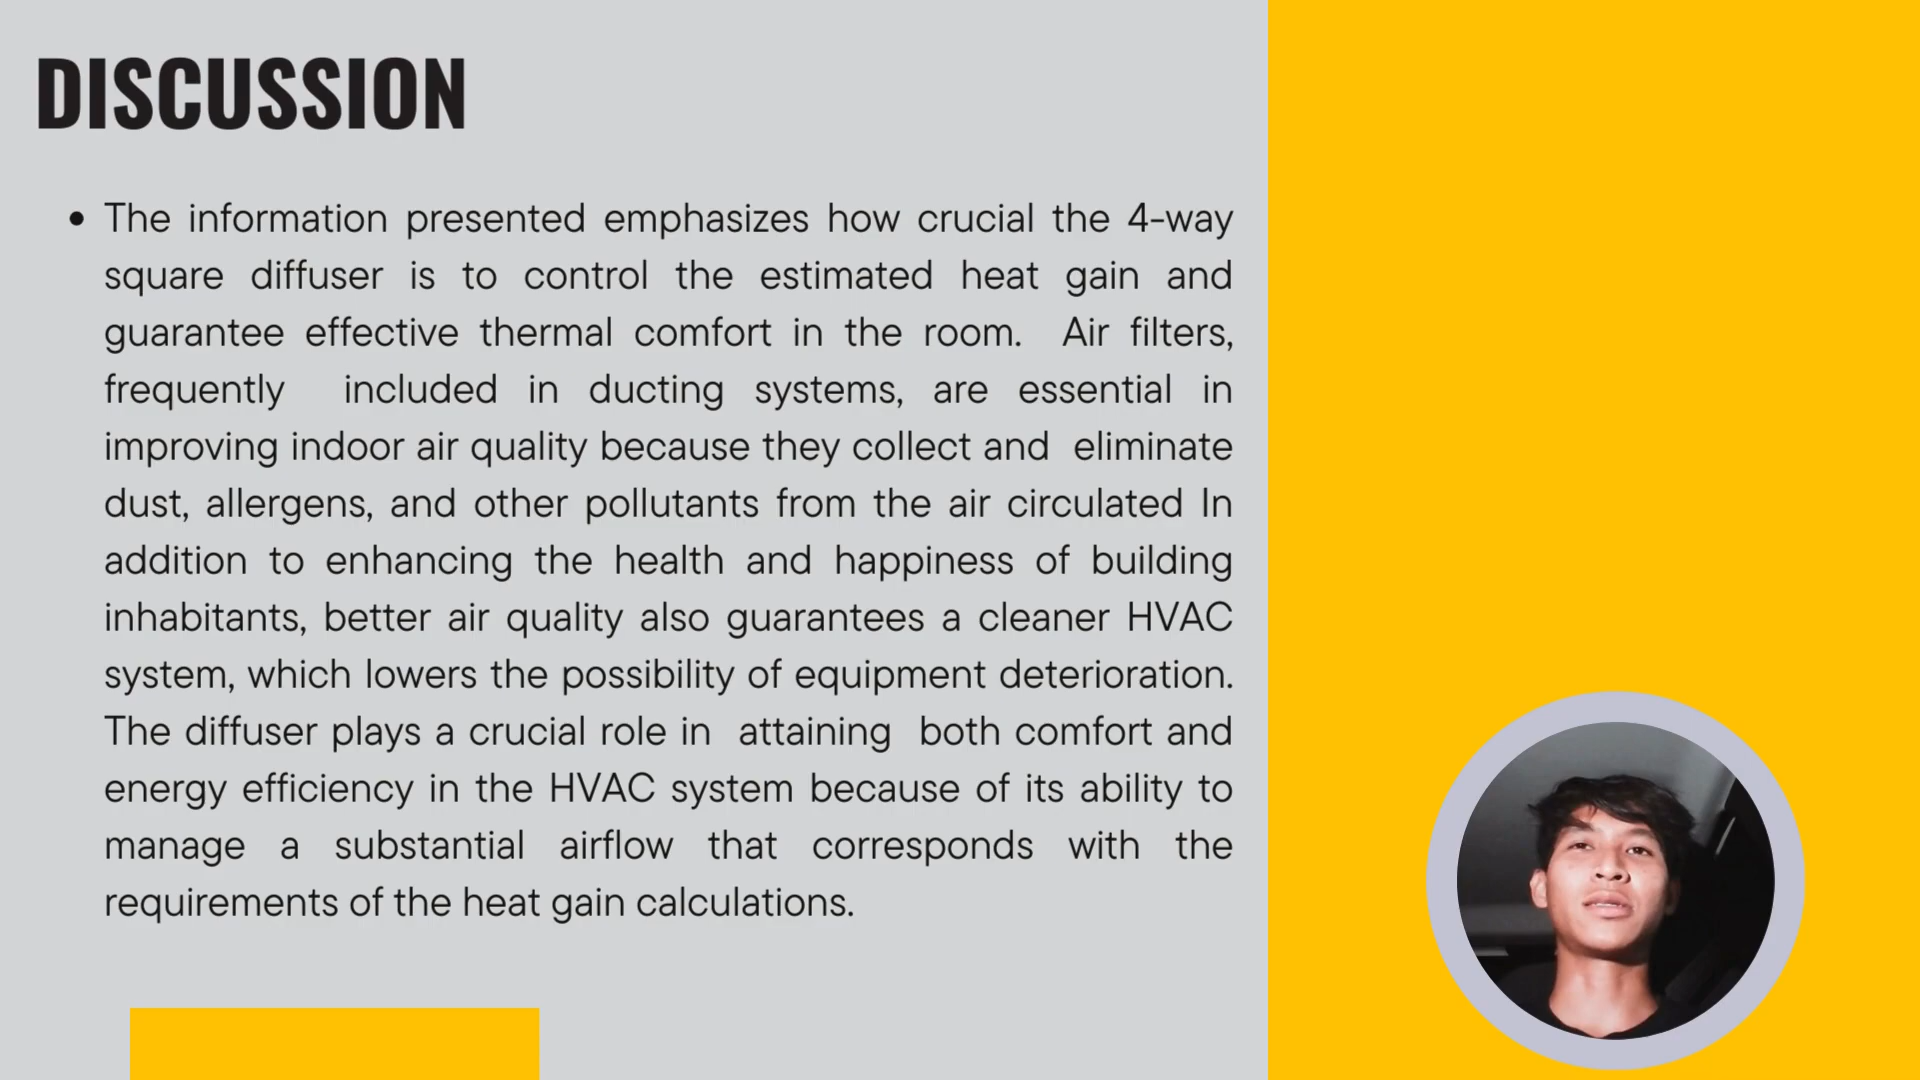 DISCUSSION
• The information presented emphasizes how crucial the 4-way
square diffuser is to control the estimated heat gain and
guarantee effective thermal comfort in the room. Air filters,
frequently included in ducting systems, are essential in
improving indoor air quality because they collect and eliminate
dust, allergens, and other pollutants from the air circulated In
addition to enhancing the health and happiness of building
inhabitants, better air quality also guarantees a cleaner HVAC
system, which lowers the possibility of equipment deterioration.
The diffuser plays a crucial role in attaining both comfort and
energy efficiency in the HVAC system because of its ability to
manage a substantial airflow that corresponds with the
requirements of the heat gain calculations.